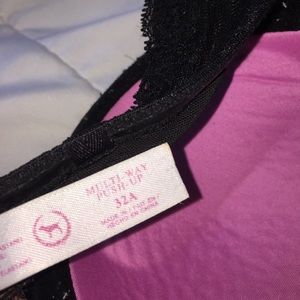 MULTI-WAY
PUSH-UP
32A
MADE IN / FAIT EN /
HECHO EN CHINA